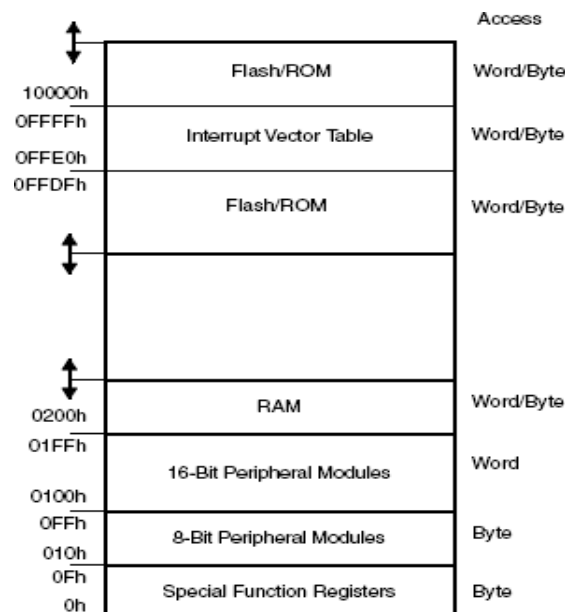 Access
Flash/ROM Word/Byte
10000h
0FFFFh
Interrupt Vector Table Word/Byte
0FFE0h
0FFDFh
Flash/ROM Word/Byte
RAM Word/Byte
0200h
01FFh
16-Bit Peripheral Modules Word
0100h
0FFh
8-Bit Peripheral Modules Byte
010h
0Fh
Special Function Registers Byte
0h